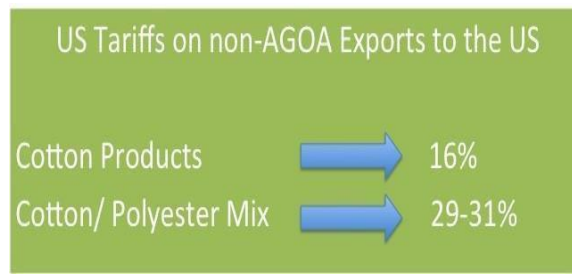 US Tariffs on non-AGOA Exports to the US
Cotton Products 16%
Cotton/ Polyester Mix 29-31%